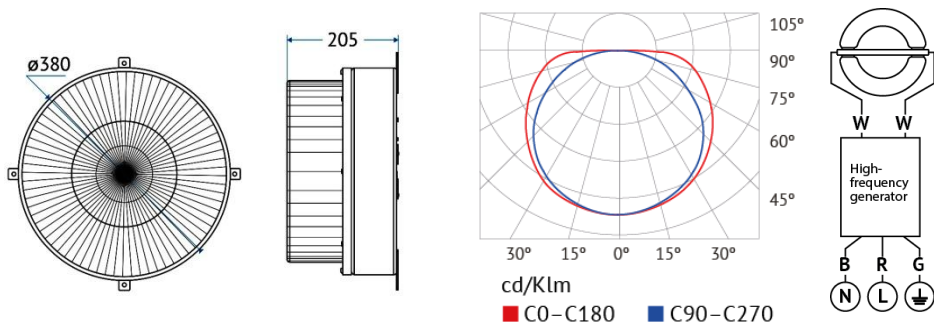 ø380
205
105º
90º
75º
60º
45º
30º 15º 0º 15º 30º
cd/Klm
C0–C180 C90–C270
W W
High-
frequency
generator
B R G
N L